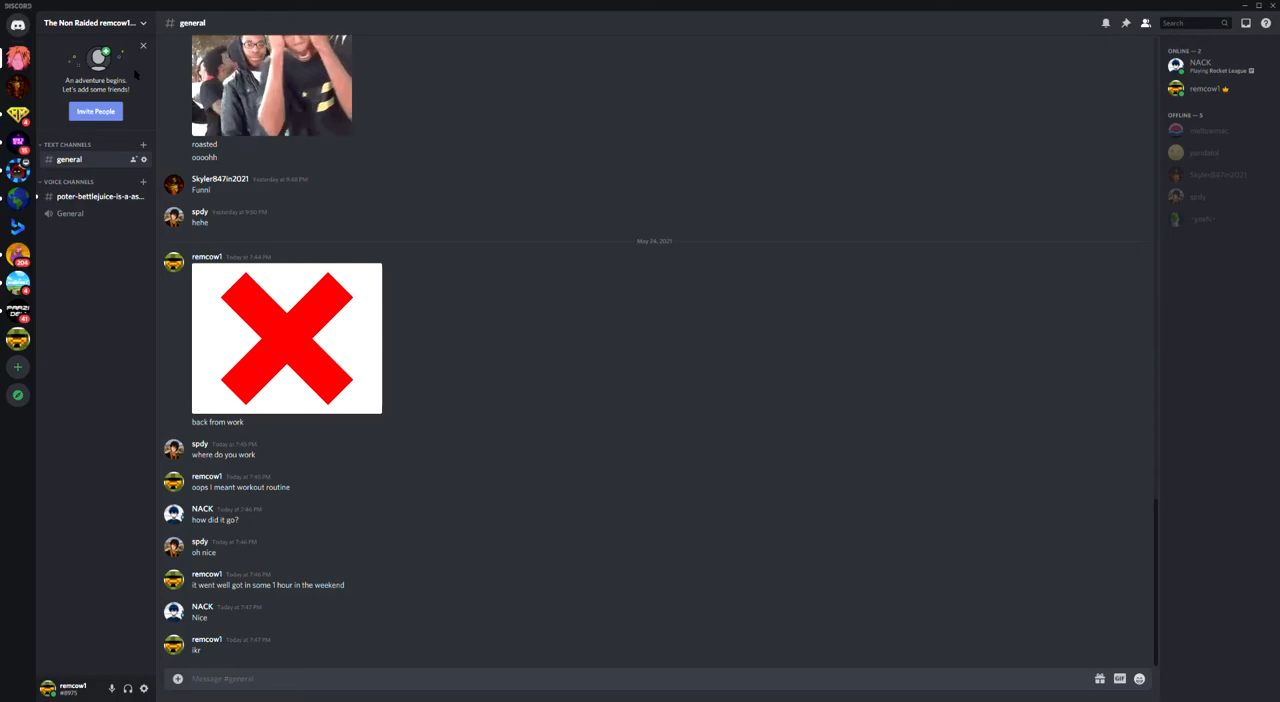 DISCORD
The Non Raided remcow1...
# general
Search
An adventure begins.
Let's add some friends!
Invite People
TEXT CHANNELS
# general
VOICE CHANNELS
# poter-bettlejuice-is-a-as...
General
roasted
oooohh
Skyler847in2021 Yesterday at 9:48 PM
Funni
spdy Yesterday at 9:50 PM
hehe
May 24, 2021
remcow1 Today at 7:44 PM
back from work
spdy Today at 7:45 PM
where do you work
remcow1 Today at 7:45 PM
oops I meant workout routine
NACK Today at 7:46 PM
how did it go?
spdy Today at 7:46 PM
oh nice
remcow1 Today at 7:46 PM
it went well got in some 1 hour in the weekend
NACK Today at 7:47 PM
Nice
remcow1 Today at 7:47 PM
ikr
Message #general
GIF
ONLINE — 2
NACK
Playing Rocket League
remcow1
OFFLINE — 5
Skyler847in2021
spdy
remcow1
#8975
204
41